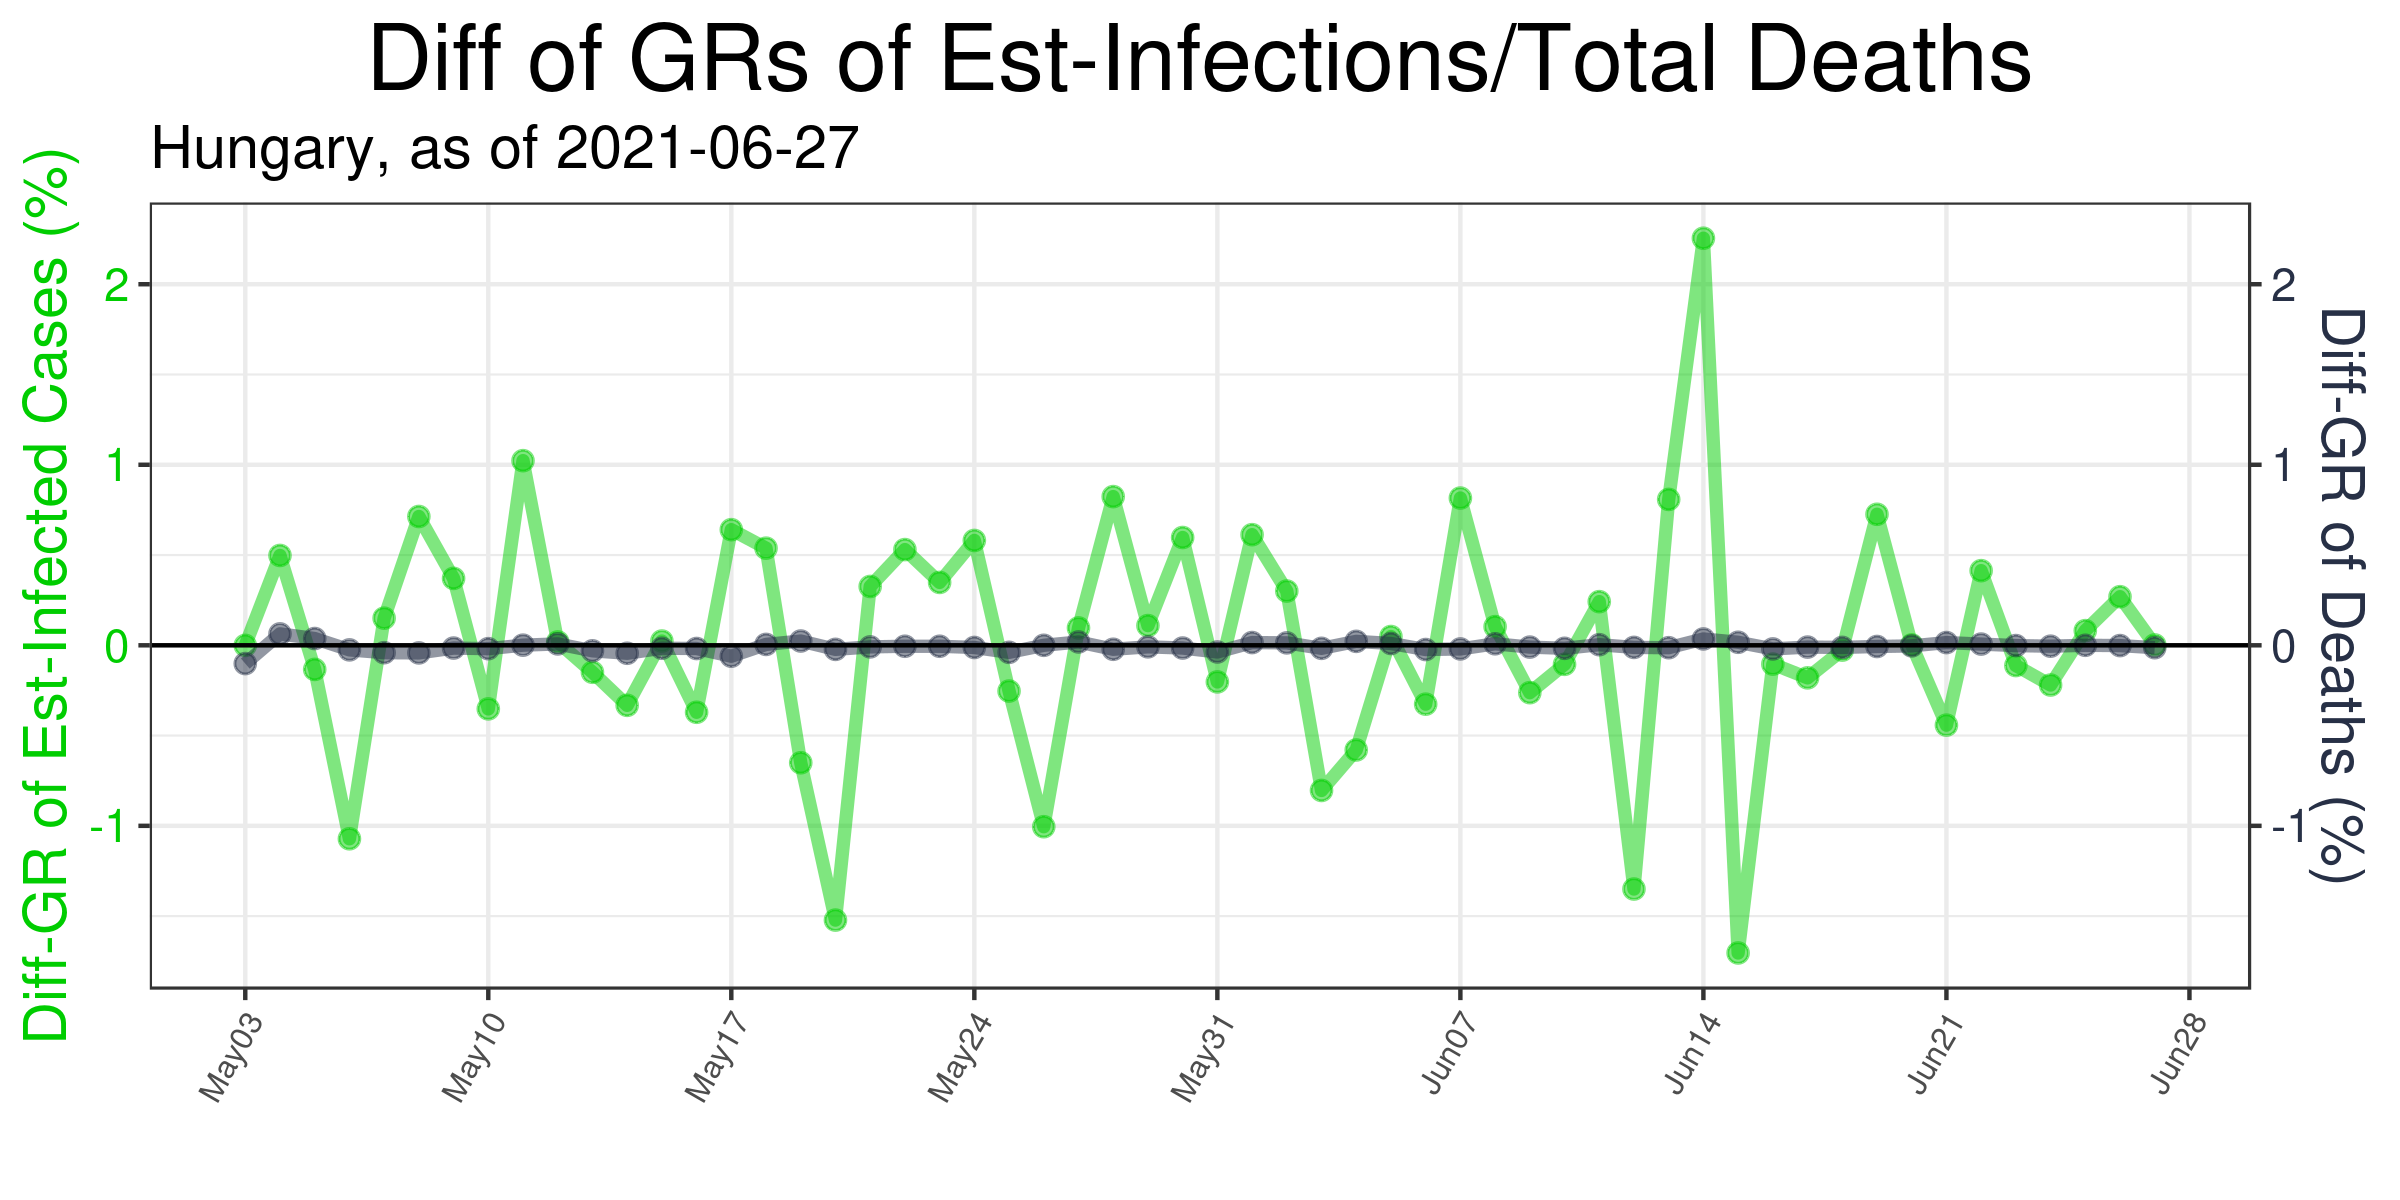 Diff of GRs of Est-Infections/Total Deaths
Hungary, as of 2021-06-27
Diff-GR of Est-Infected Cases (%)
2
1
0
-1
2
1
0
-1
Diff-GR of Deaths (%)
May03
May10
May17
May24
May31
Jun07
Jun14
Jun21
Jun28